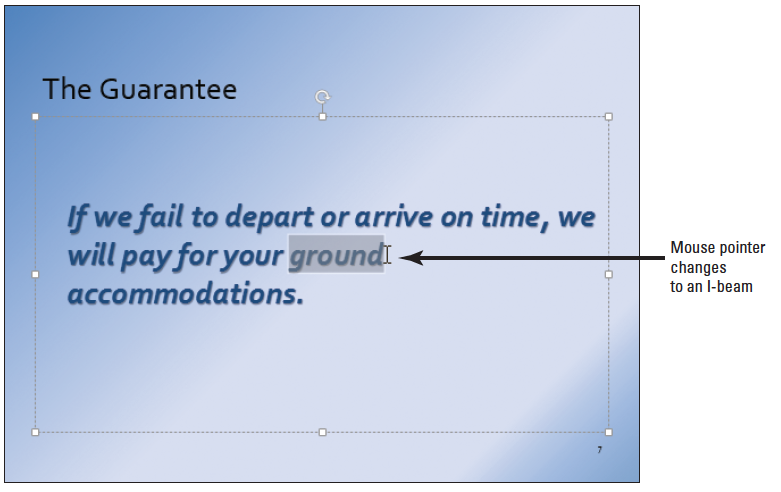 The Guarantee
If we fail to depart or arrive on time, we
will pay for your ground
accommodations.
Mouse pointer
changes
to an I-beam
7